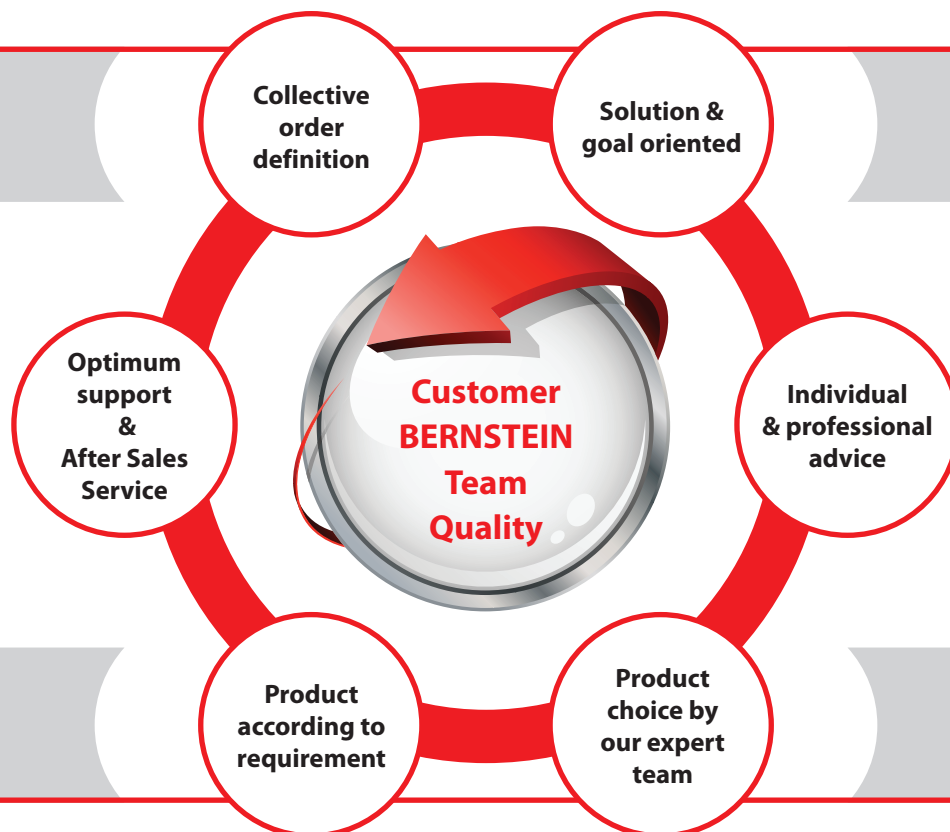 Collective
order
definition
Solution &
goal oriented
Optimum
support
&
After Sales
Service
Customer
BERNSTEIN
Team
Quality
Individual
& professional
advice
Product
according to
requirement
Product
choice by
our expert
team